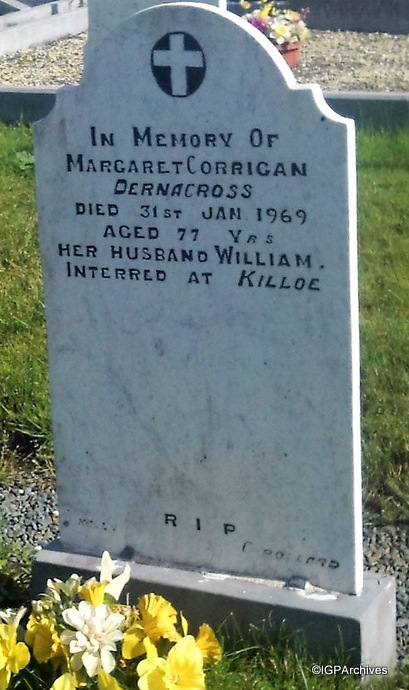 In Memory Of
Margaret Corrigan
Dernacross
died 31st Jan. 1969
aged 77 Yrs
her husband William.
Interred at Killoe
R I P
©IGPArchives